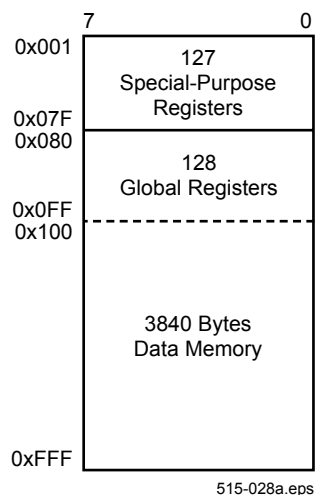 7 0
0x001
127
Special-Purpose
Registers
0x07F
0x080
128
Global Registers
0x0FF
0x100
3840 Bytes
Data Memory
0xFFF
515-028a.eps